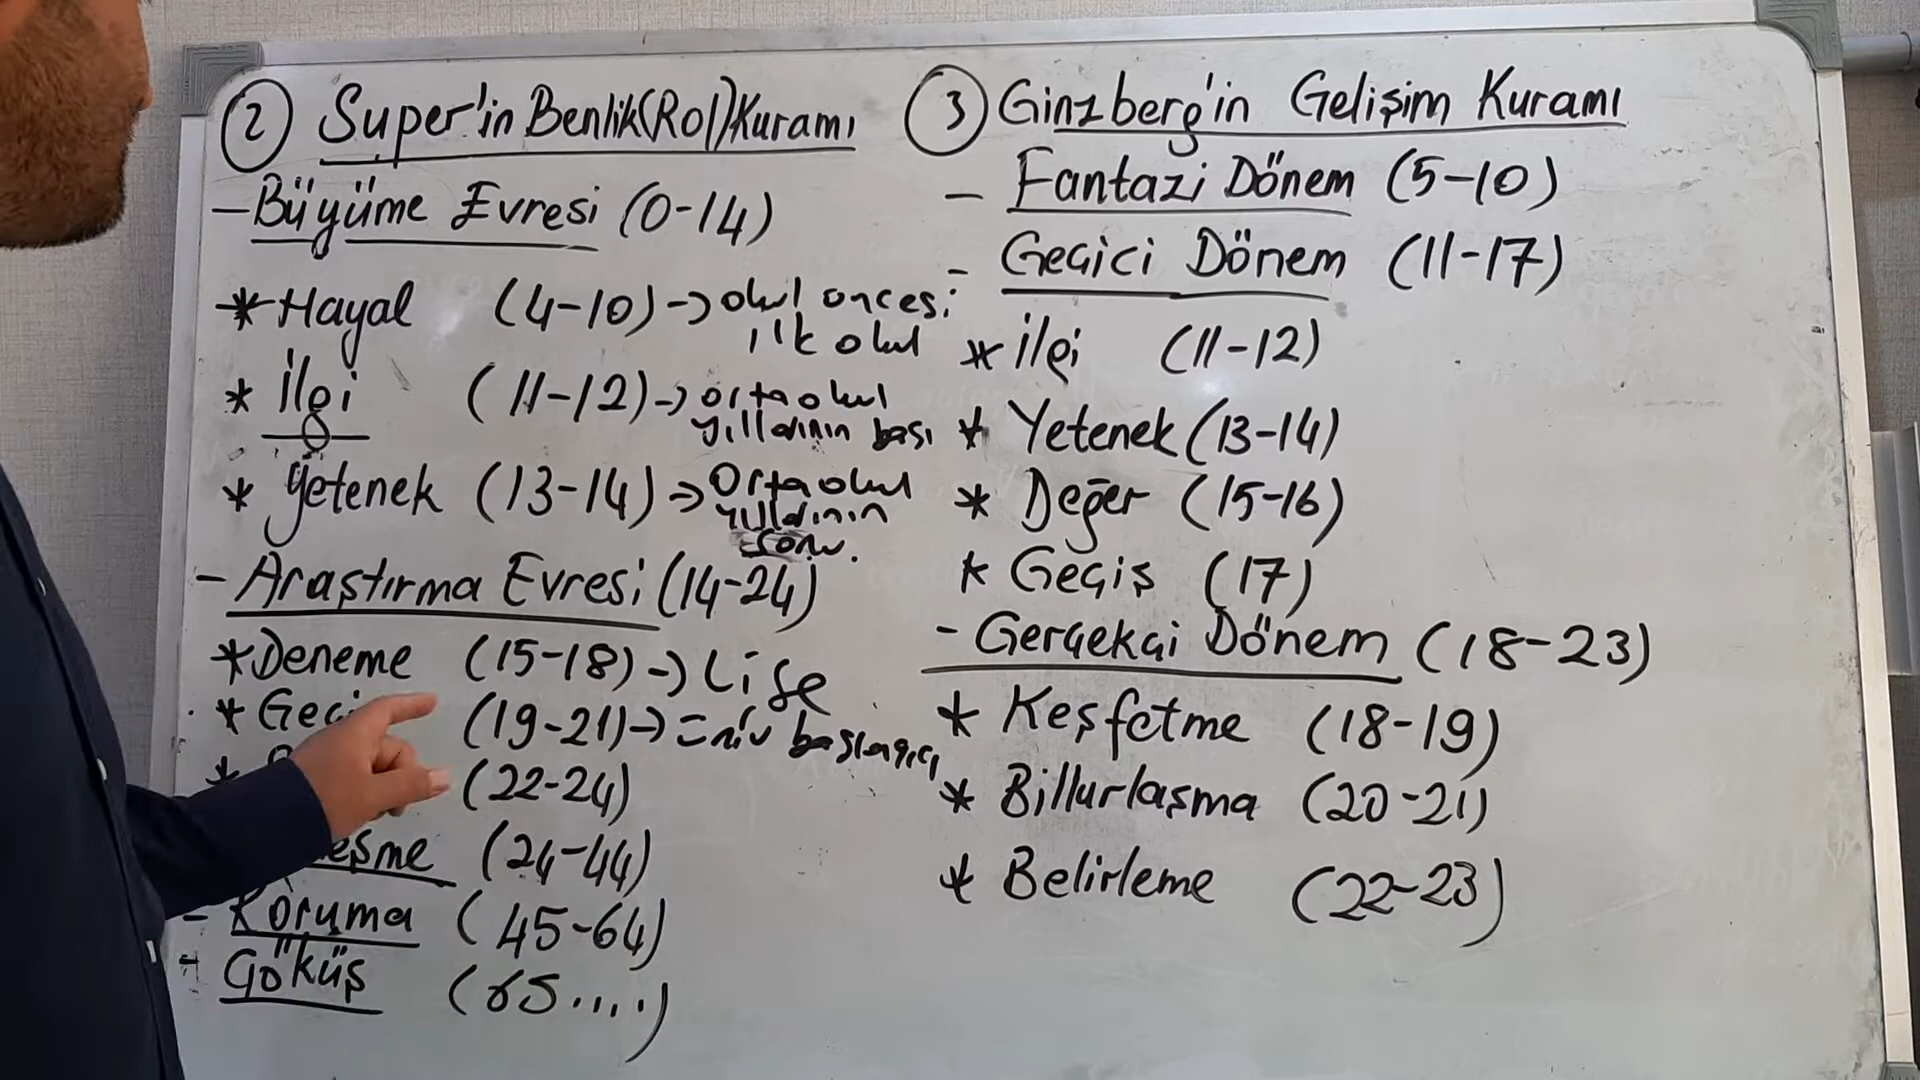 2 Super'in Benlik(Rol)Kuramı
- Büyüme Evresi (0-14)
* Hayal (4-10) → okul öncesi
ilkokul
* İlgi (11-12) → ortaokul
yıllarının başı
* Yetenek (13-14) → Ortaokul
yıllarının
sonu.
- Araştırma Evresi (14-24)
* Deneme (15-18) → Lise
* Geçi (19-21) → üniv başlangıcı
* (22-24)
eşme (24-44)
- Koruma (45-64)
- Çöküş (65....)
3 Ginzberg'in Gelişim Kuramı
- Fantazi Dönem (5-10)
- Geçici Dönem (11-17)
* İlgi (11-12)
* Yetenek (13-14)
* Değer (15-16)
* Geçiş (17)
- Gerçekçi Dönem (18-23)
* Keşfetme (18-19)
* Billurlaşma (20-21)
* Belirleme (22-23)